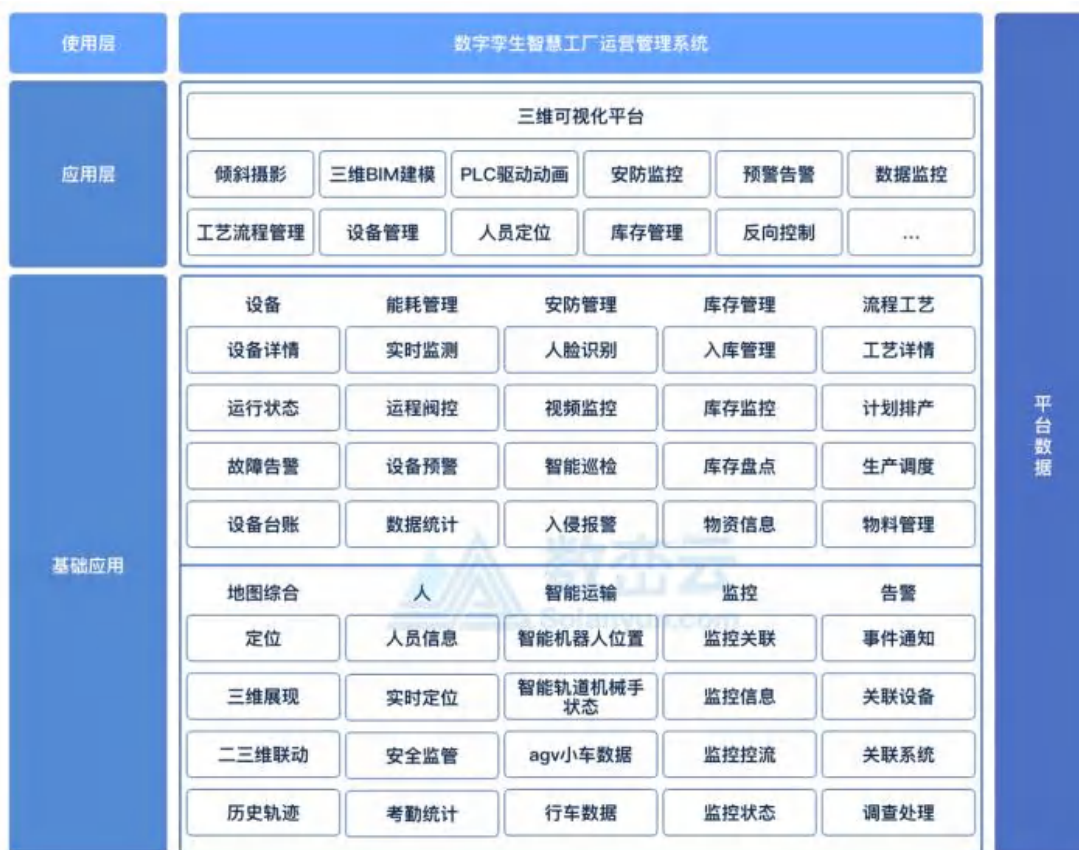 使用层
数字孪生智慧工厂运营管理系统
应用层
三维可视化平台
倾斜摄影
三维BIM建模
PLC驱动动画
安防监控
预警告警
数据监控
工艺流程管理
设备管理
人员定位
库存管理
反向控制
...
基础应用
设备
能耗管理
安防管理
库存管理
流程工艺
设备详情
实时监测
人脸识别
入库管理
工艺详情
运行状态
运程阀控
视频监控
库存监控
计划排产
故障告警
设备预警
智能巡检
库存盘点
生产调度
设备台账
数据统计
入侵报警
物资信息
物料管理
数峦云
Solanyun.com
地图综合
人
智能运输
监控
告警
定位
人员信息
智能机器人位置
监控关联
事件通知
三维展现
实时定位
智能轨道机械手
状态
监控信息
关联设备
二三维联动
安全监管
agv小车数据
监控控流
关联系统
历史轨迹
考勤统计
行车数据
监控状态
调查处理
平台数据